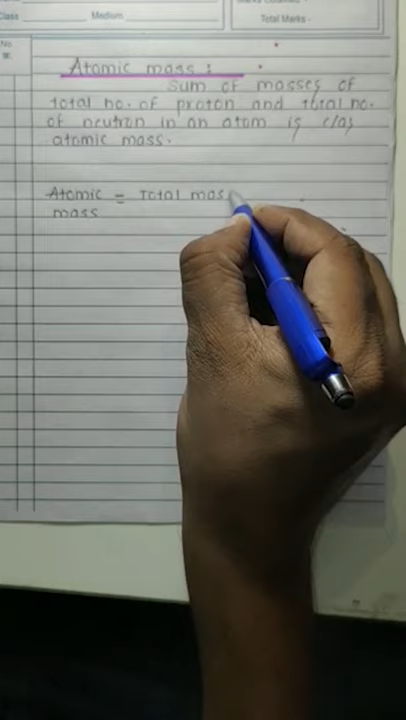 Class
Medium
Total Marks -
No.
Atomic mass :
Sum of masses of
total no. of proton and total no.
of neutron in an atom is c/as
atomic mass.
Atomic = Total mas
mass